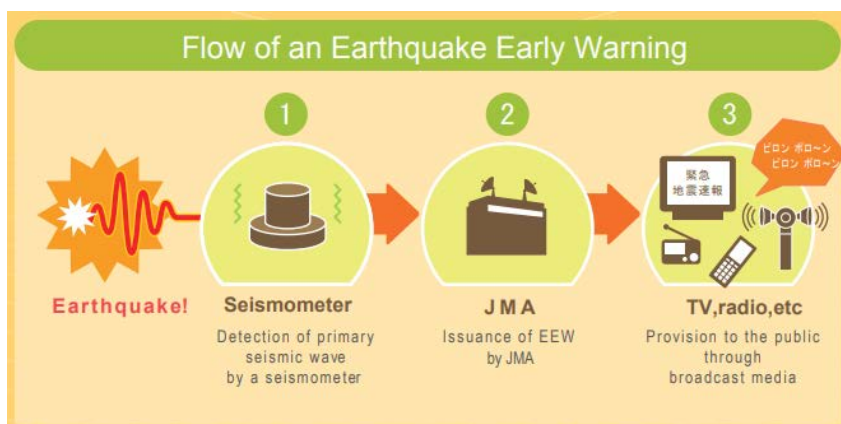 Flow of an Earthquake Early Warning
1
2
3
ピロン ポロ〜ン
ピロン ポロ〜ン
緊急
地震速報
Earthquake!
Seismometer
Detection of primary
seismic wave
by a seismometer
JMA
Issuance of EEW
by JMA
TV,radio,etc
Provision to the public
through
broadcast media